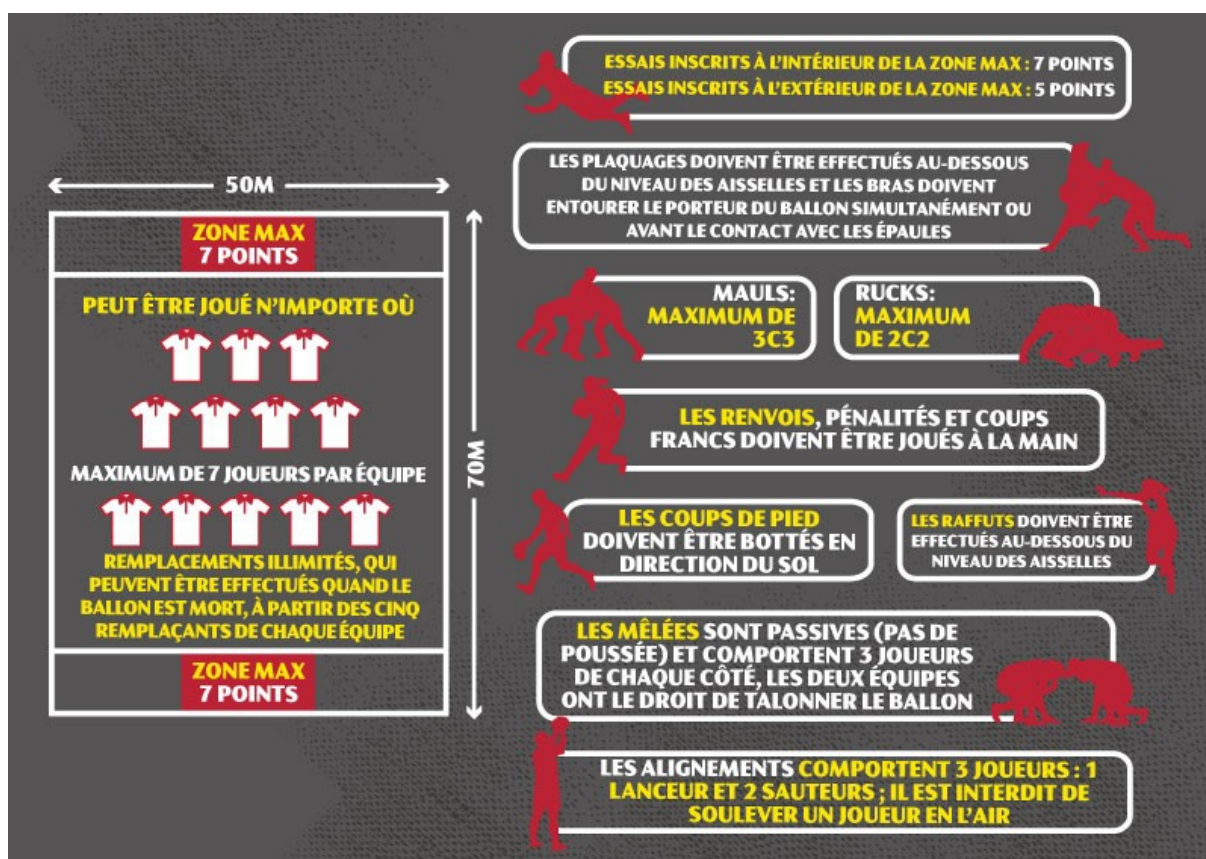 50M
ZONE MAX
7 POINTS
PEUT ÊTRE JOUÉ N'IMPORTE OÙ
MAXIMUM DE 7 JOUEURS PAR ÉQUIPE
REMPLACEMENTS ILLIMITÉS, QUI
PEUVENT ÊTRE EFFECTUÉS QUAND LE
BALLON EST MORT, À PARTIR DES CINQ
REMPLAÇANTS DE CHAQUE ÉQUIPE
ZONE MAX
7 POINTS
70M
ESSAIS INSCRITS À L'INTÉRIEUR DE LA ZONE MAX : 7 POINTS
ESSAIS INSCRITS À L'EXTÉRIEUR DE LA ZONE MAX : 5 POINTS
LES PLAQUAGES DOIVENT ÊTRE EFFECTUÉS AU-DESSOUS
DU NIVEAU DES AISSELLES ET LES BRAS DOIVENT
ENTOURER LE PORTEUR DU BALLON SIMULTANÉMENT OU
AVANT LE CONTACT AVEC LES ÉPAULES
MAULS:
MAXIMUM DE
3C3
RUCKS:
MAXIMUM
DE 2C2
LES RENVOIS, PÉNALITÉS ET COUPS
FRANCS DOIVENT ÊTRE JOUÉS À LA MAIN
LES COUPS DE PIED
DOIVENT ÊTRE BOTTÉS EN
DIRECTION DU SOL
LES RAFFUTS DOIVENT ÊTRE
EFFECTUÉS AU-DESSOUS DU
NIVEAU DES AISSELLES
LES MÊLÉES SONT PASSIVES (PAS DE
POUSSÉE) ET COMPORTENT 3 JOUEURS
DE CHAQUE CÔTÉ, LES DEUX ÉQUIPES
ONT LE DROIT DE TALONNER LE BALLON
LES ALIGNEMENTS COMPORTENT 3 JOUEURS : 1
LANCEUR ET 2 SAUTEURS ; IL EST INTERDIT DE
SOULEVER UN JOUEUR EN L'AIR